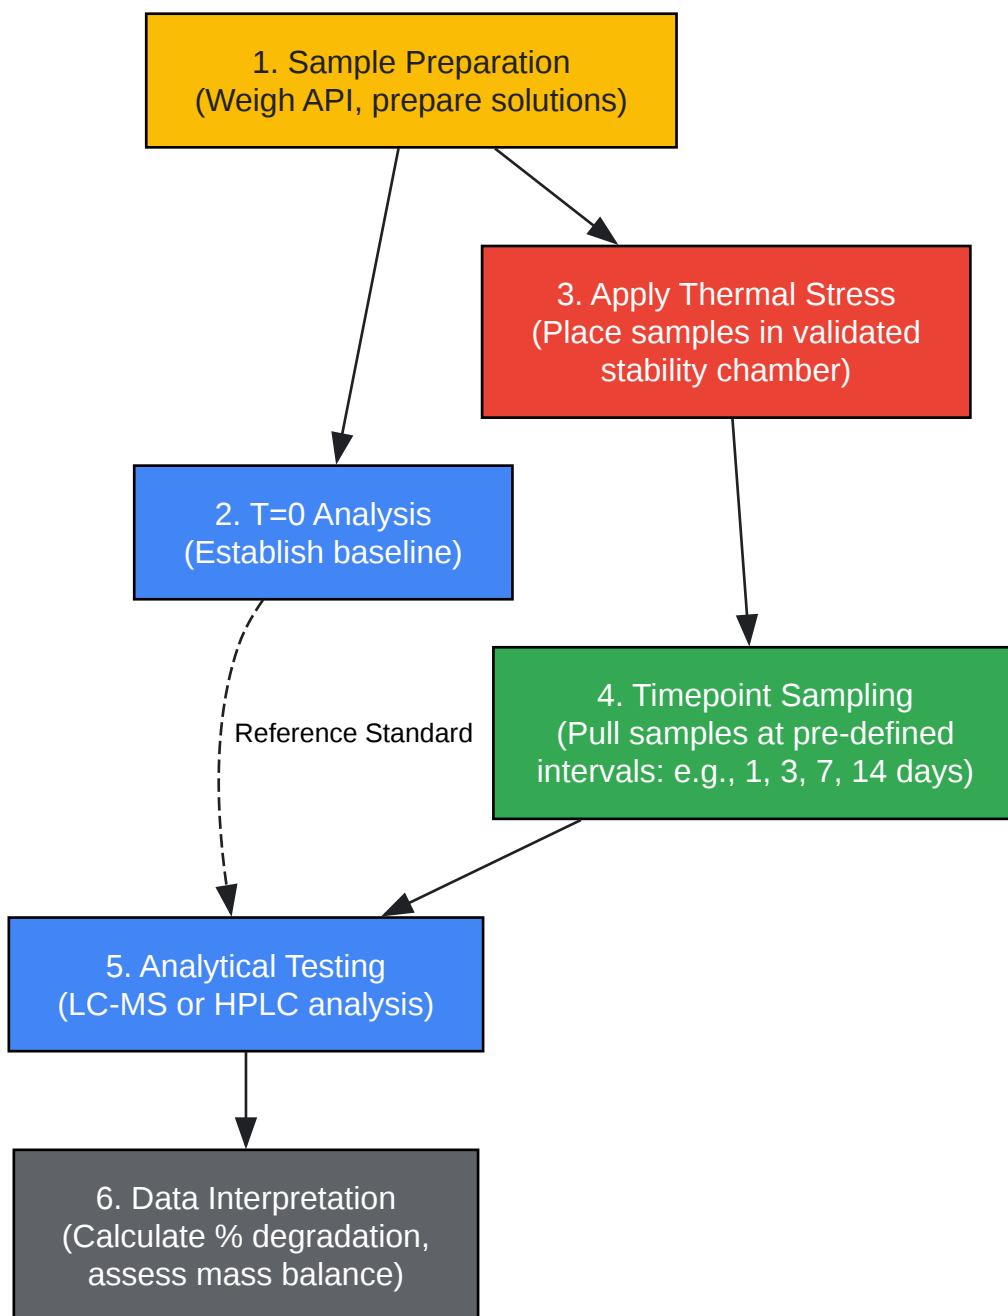 1. Sample Preparation
(Weigh API, prepare solutions)
3. Apply Thermal Stress
(Place samples in validated
stability chamber)
2. T=0 Analysis
(Establish baseline)
4. Timepoint Sampling
(Pull samples at pre-defined
intervals: e.g., 1, 3, 7, 14 days)
Reference Standard
5. Analytical Testing
(LC-MS or HPLC analysis)
6. Data Interpretation
(Calculate % degradation,
assess mass balance)